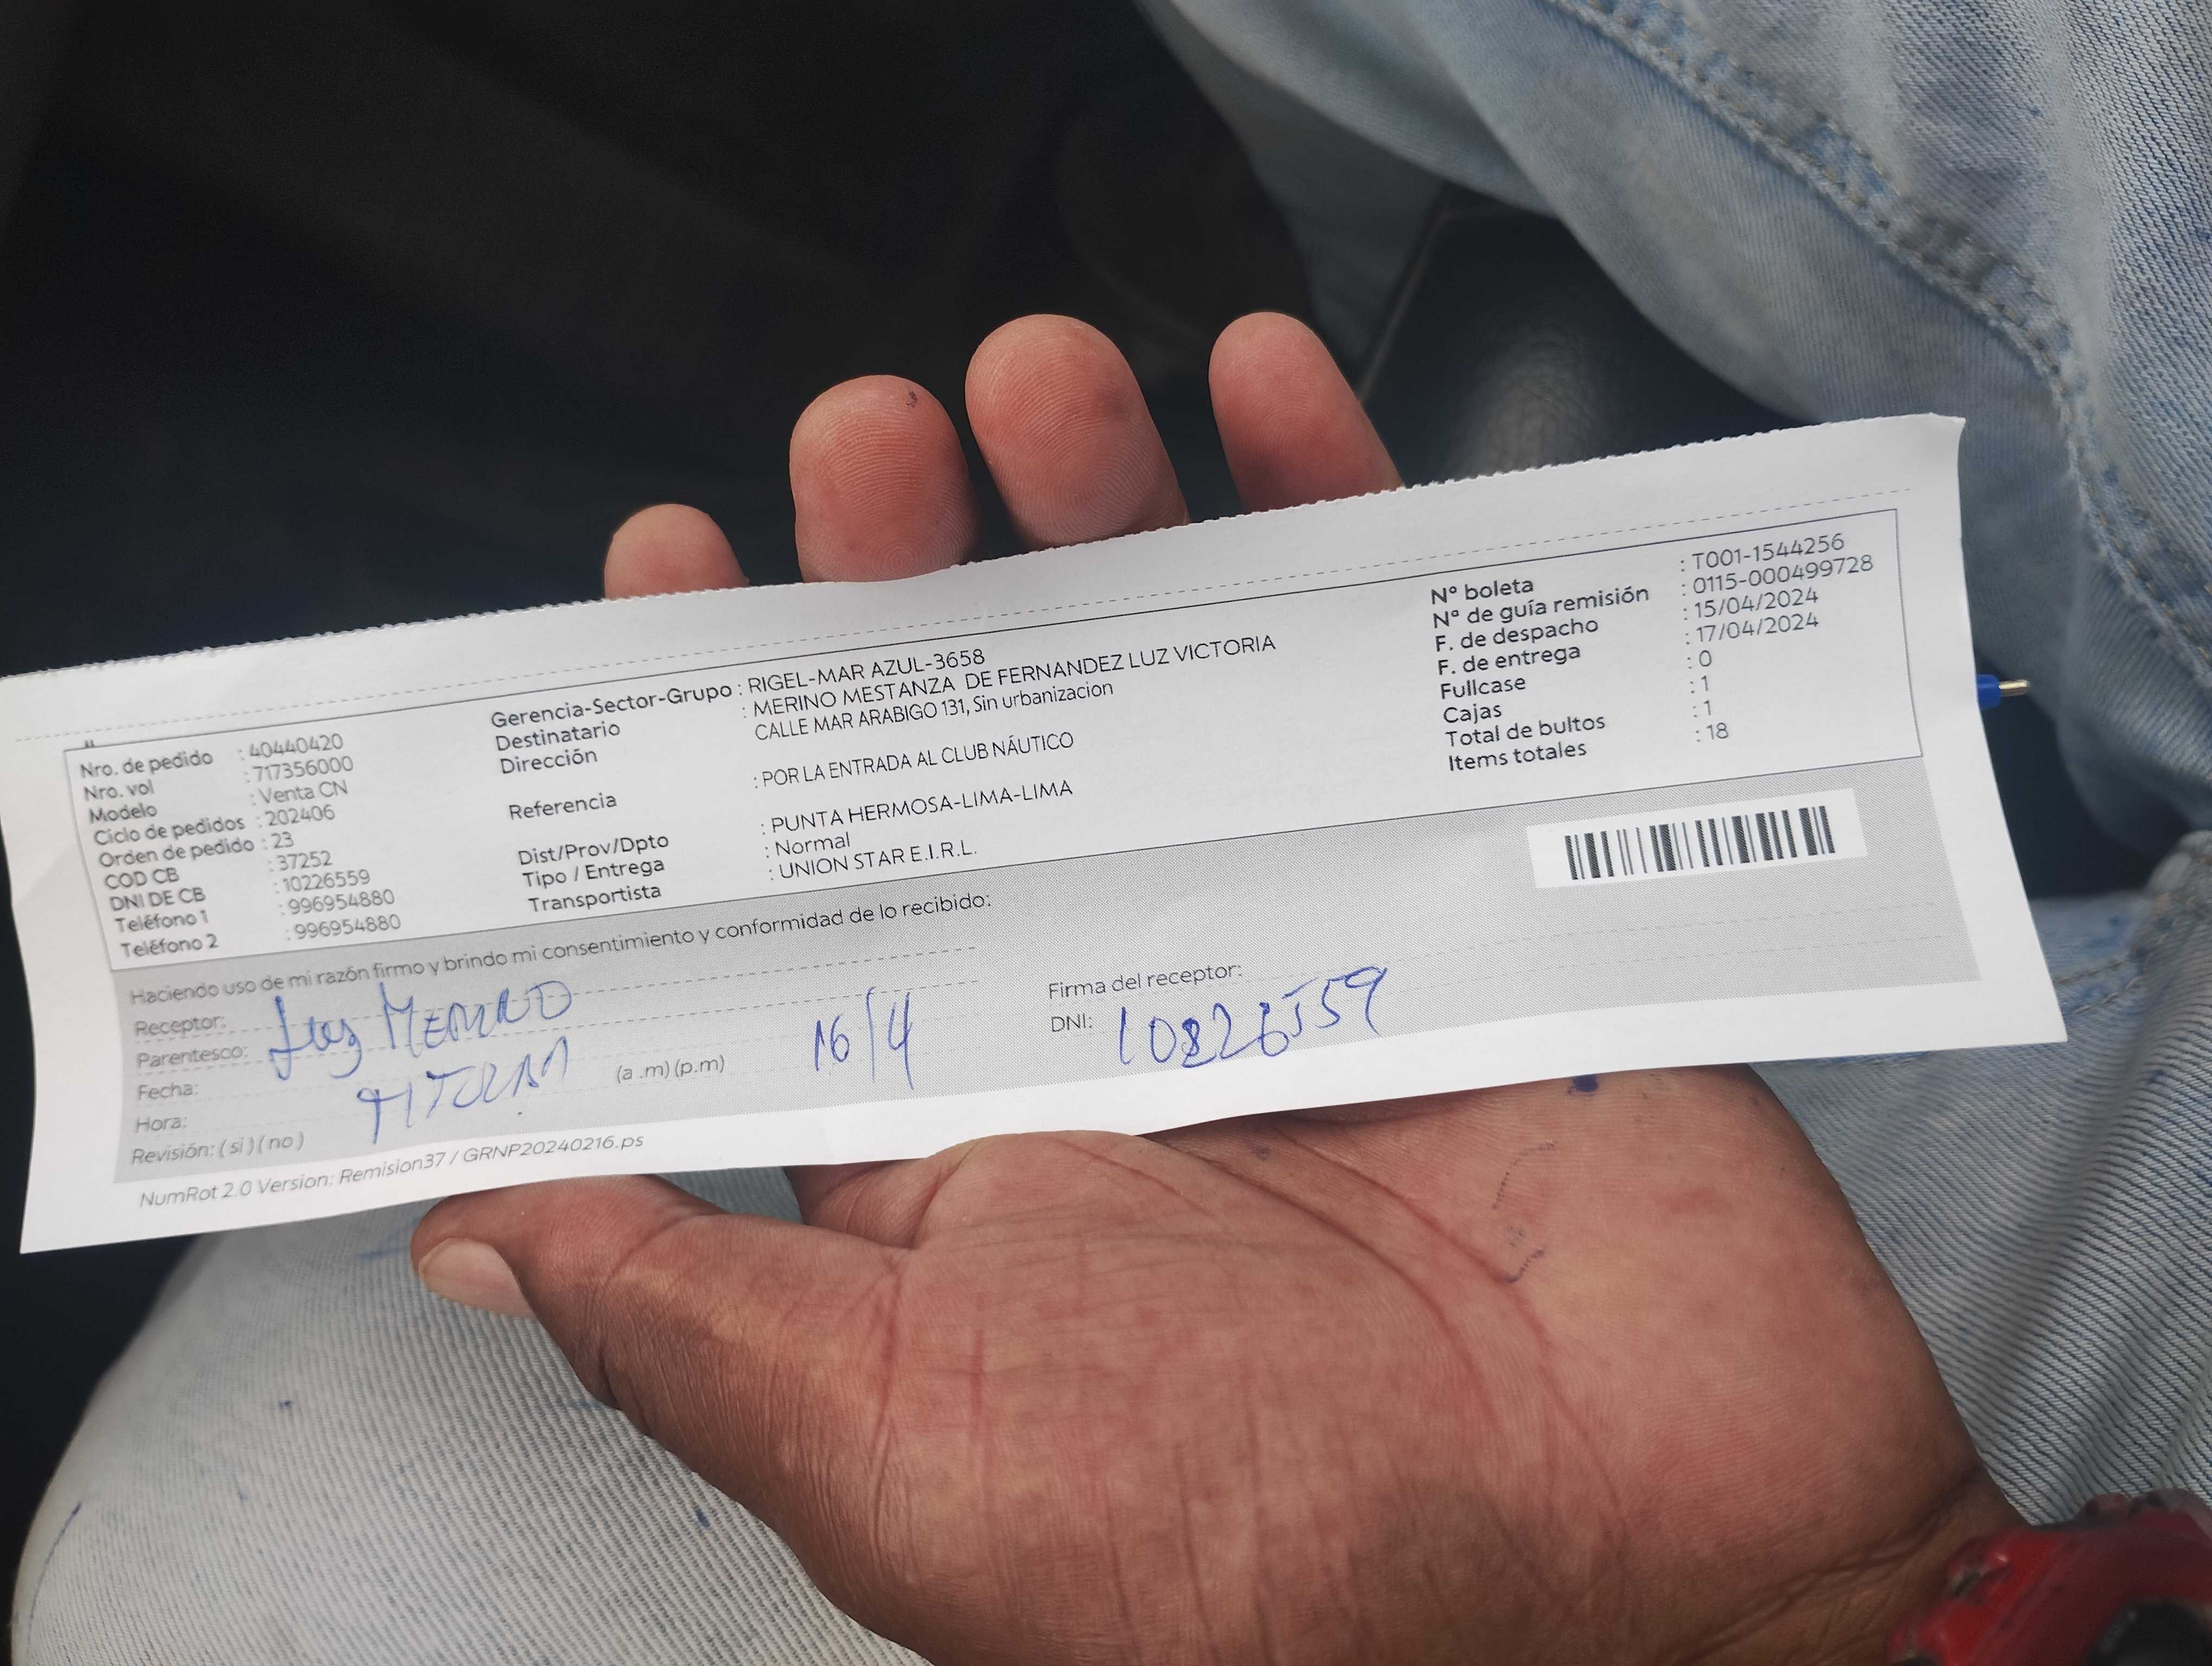 Nro. de pedido : 40440420
Nro. vol : 717356000
Modelo : Venta CN
Ciclo de pedidos : 202406
Orden de pedido : 23
COD CB : 37252
DNI DE CB : 10226559
Teléfono 1 : 996954880
Teléfono 2 : 996954880
Gerencia-Sector-Grupo : RIGEL-MAR AZUL-3658
Destinatario : MERINO MESTANZA DE FERNANDEZ LUZ VICTORIA
Dirección CALLE MAR ARABIGO 131, Sin urbanizacion
Referencia : POR LA ENTRADA AL CLUB NÁUTICO
Dist/Prov/Dpto : PUNTA HERMOSA-LIMA-LIMA
Tipo / Entrega : Normal
Transportista : UNION STAR E.I.R.L.
Nº boleta : T001-1544256
Nº de guía remisión : 0115-000499728
F. de despacho : 15/04/2024
F. de entrega : 17/04/2024
Fullcase : 0
Cajas : 1
Total de bultos : 1
Items totales : 18
Haciendo uso de mi razón firmo y brindo mi consentimiento y conformidad de lo recibido:
Receptor:
Parentesco: Luz Merino
Fecha:
Hora: (a .m) (p.m) 16/4
Revisión: ( si ) ( no )
Firma del receptor:
DNI: 10226559
NumRot 2.0 Version: Remision37 / GRNP20240216.ps